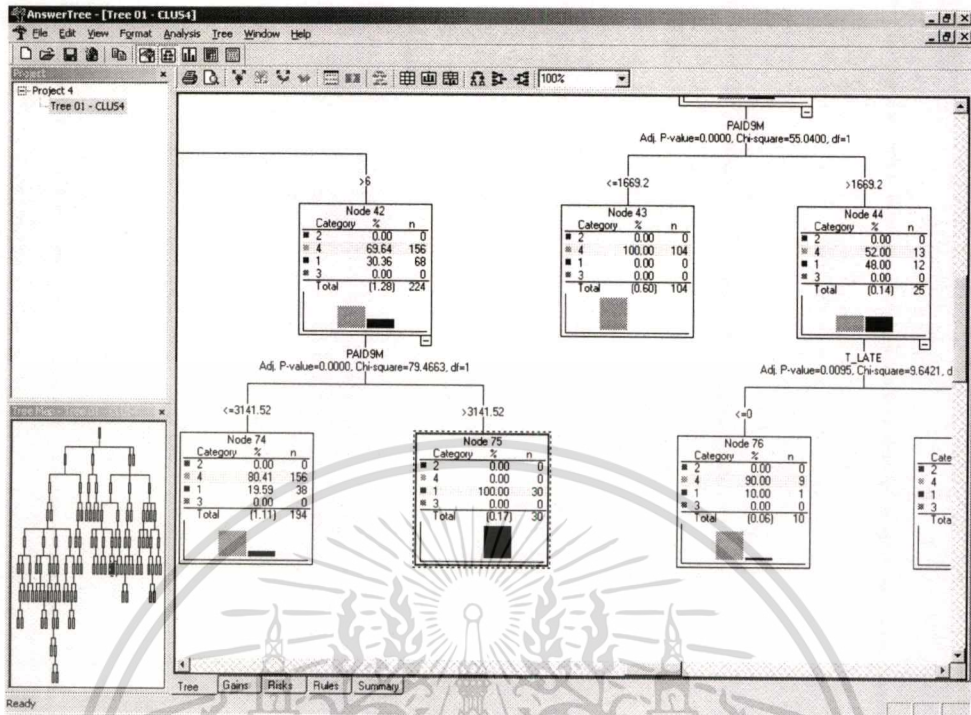 AnswerTree - [Tree 01 - CLUS4]
File Edit View Format Analysis Tree Window Help
100%
Project
Project 4
Tree 01 - CLUS4
PAID9M
Adj. P-value=0.0000, Chi-square=55.0400, df=1
>6
<=1669.2
>1669.2
Node 42
Category % n
2 0.00 0
4 69.64 156
1 30.36 68
3 0.00 0
Total (1.28) 224
Node 43
Category % n
2 0.00 0
4 100.00 104
1 0.00 0
3 0.00 0
Total (0.60) 104
Node 44
Category % n
2 0.00 0
4 52.00 13
1 48.00 12
3 0.00 0
Total (0.14) 25
PAID9M
Adj. P-value=0.0000, Chi-square=79.4663, df=1
T_LATE
Adj. P-value=0.0095, Chi-square=9.6421, d
Tree Map - Tree 01 - CLUS4
<=3141.52
>3141.52
<=0
Node 74
Category % n
2 0.00 0
4 80.41 156
1 19.59 38
3 0.00 0
Total (1.11) 194
Node 75
Category % n
2 0.00 0
4 0.00 0
1 100.00 30
3 0.00 0
Total (0.17) 30
Node 76
Category % n
2 0.00 0
4 90.00 9
1 10.00 1
3 0.00 0
Total (0.06) 10
Cate
2
4
1
3
Tota
Tree Gains Risks Rules Summary
Ready